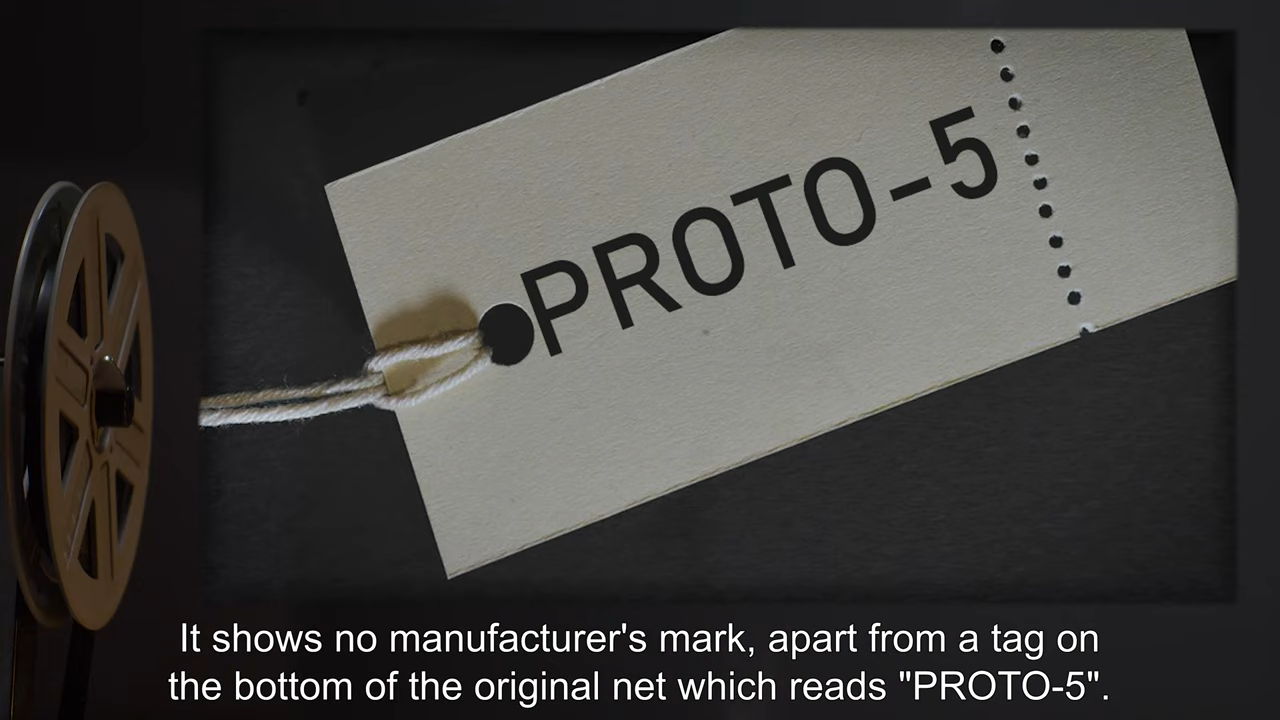 PROTO-5
It shows no manufacturer's mark, apart from a tag on
the bottom of the original net which reads "PROTO-5".